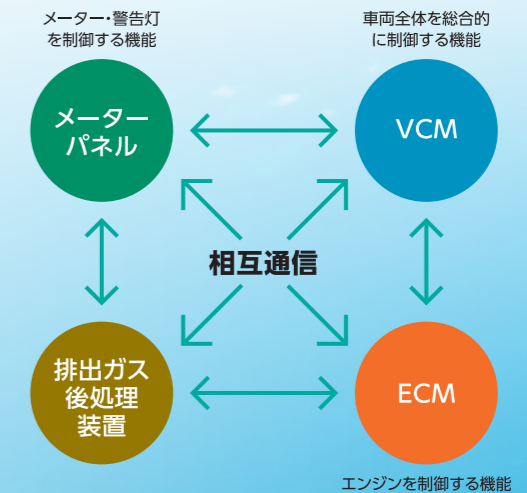 メーター・警告灯
を制御する機能
車両全体を総合的
に制御する機能
メーター
パネル
VCM
相互通信
排出ガス
後処理
装置
ECM
エンジンを制御する機能